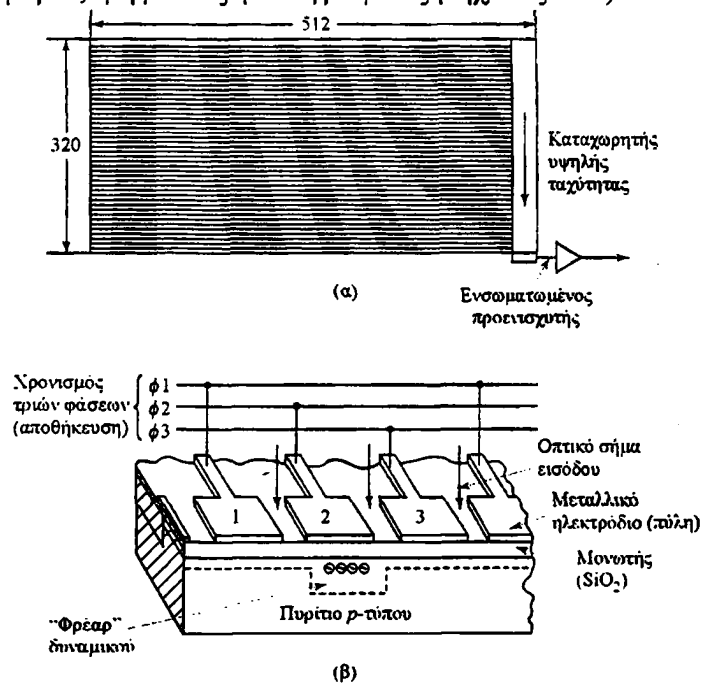 512
320
Καταχωρητής
υψηλής
ταχύτητας
(α)
Ενσωματωμένος
προενισχυτής
Χρονισμός
τριών φάσεων
(αποθήκευση)
ϕ1
ϕ2
ϕ3
Οπτικό σήμα
εισόδου
Μεταλλικό
ηλεκτρόδιο (πύλη)
1
2
3
Μονωτής
(SiO₂)
"Φρέαρ"
δυναμικού
Πυρίτιο p-τύπου
(β)